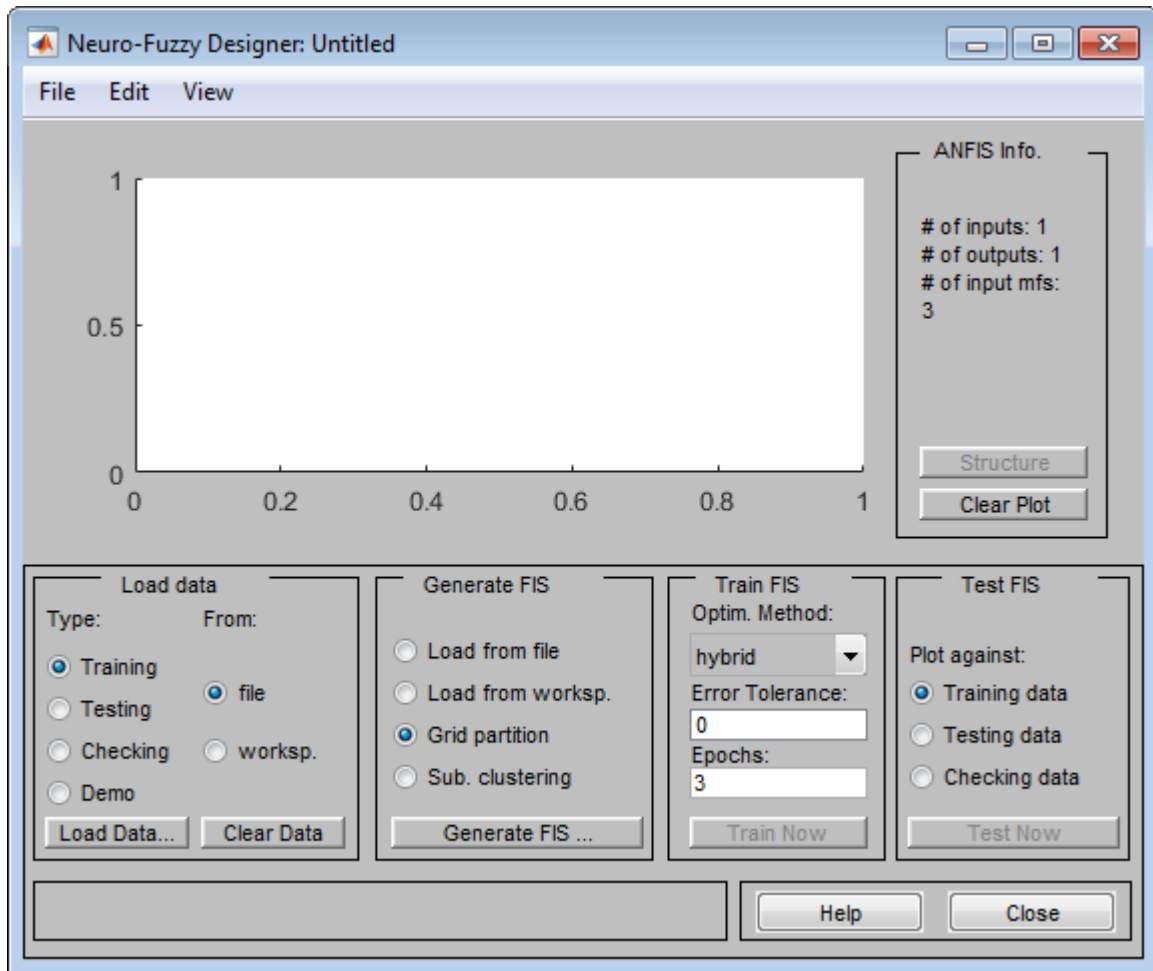 Neuro-Fuzzy Designer: Untitled
File Edit View
1
0.5
0
0 0.2 0.4 0.6 0.8 1
ANFIS Info.
# of inputs: 1
# of outputs: 1
# of input mfs:
3
Structure
Clear Plot
Load data
Type: From:
Training
file
Testing
Checking
worksp.
Demo
Load Data... Clear Data
Generate FIS
Load from file
Load from worksp.
Grid partition
Sub. clustering
Generate FIS ...
Train FIS
Optim. Method:
hybrid
Error Tolerance:
0
Epochs:
3
Train Now
Test FIS
Plot against:
Training data
Testing data
Checking data
Test Now
Help Close